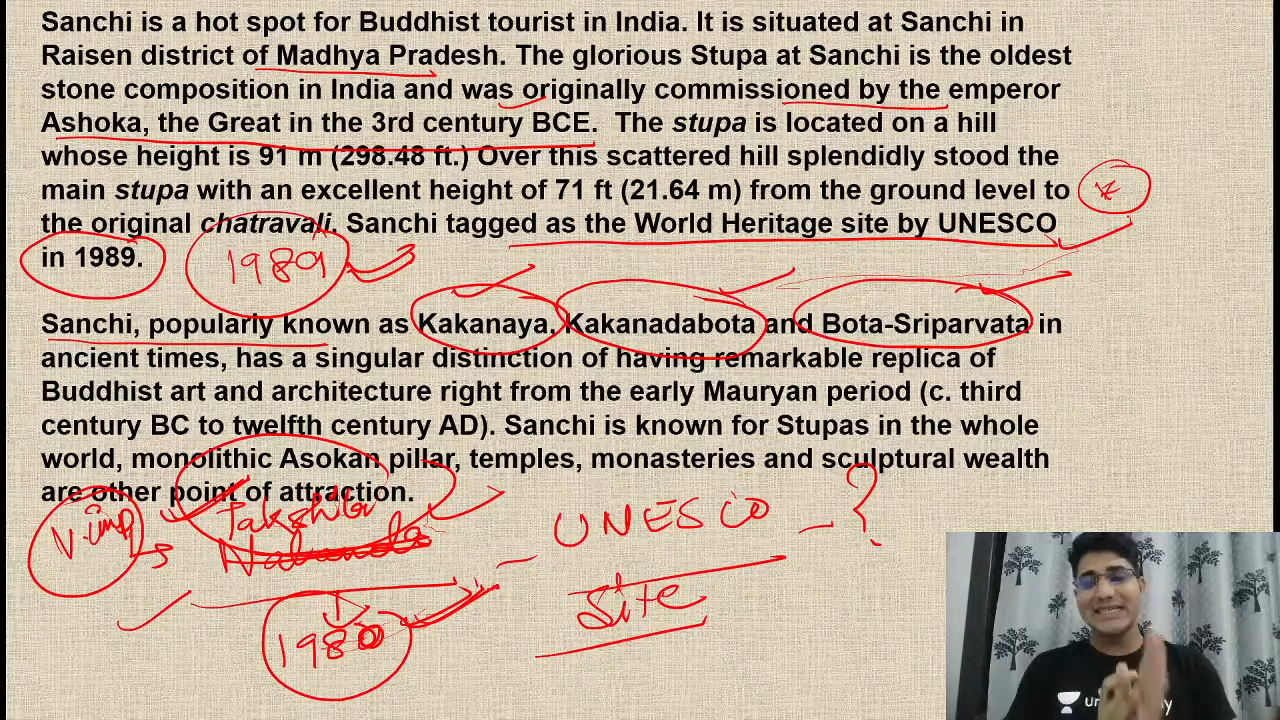 Sanchi is a hot spot for Buddhist tourist in India. It is situated at Sanchi in
Raisen district of Madhya Pradesh. The glorious Stupa at Sanchi is the oldest
stone composition in India and was originally commissioned by the emperor
Ashoka, the Great in the 3rd century BCE. The stupa is located on a hill
whose height is 91 m (298.48 ft.) Over this scattered hill splendidly stood the
main stupa with an excellent height of 71 ft (21.64 m) from the ground level to
the original chatravali. Sanchi tagged as the World Heritage site by UNESCO
in 1989.
1989
Sanchi, popularly known as Kakanaya, Kakanadabota and Bota-Sriparvata in
ancient times, has a singular distinction of having remarkable replica of
Buddhist art and architecture right from the early Mauryan period (c. third
century BC to twelfth century AD). Sanchi is known for Stupas in the whole
world, monolithic Asokan pillar, temples, monasteries and sculptural wealth
are other point of attraction.
V.imp
Takshila
Nalanda
UNESCO - ?
Site
1980